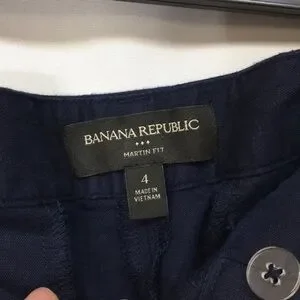 BANANA REPUBLIC
MARTIN FIT
4
MADE IN
VIETNAM